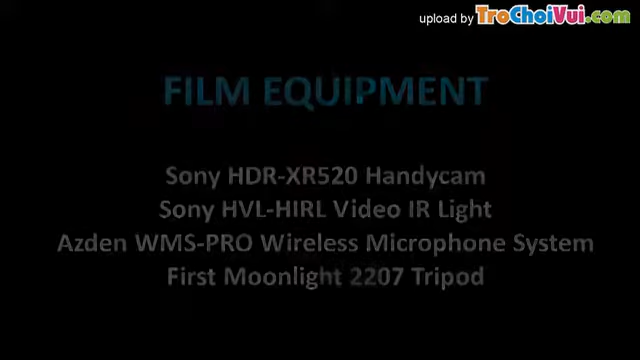 upload by TroChoiVui.com
FILM EQUIPMENT
Sony HDR-XR520 Handycam
Sony HVL-HIRL Video IR Light
Azden WMS-PRO Wireless Microphone System
First Moonlight 2207 Tripod